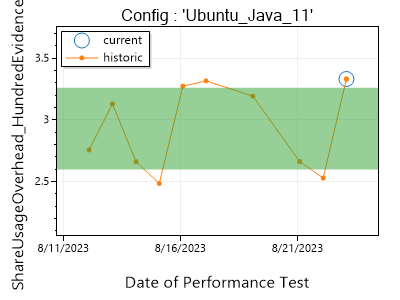 Config : 'Ubuntu_Java_11'
current
historic
3.5
3
2.5
8/11/2023
8/16/2023
8/21/2023
Date of Performance Test
ShareUsageOverhead_HundredEvidence